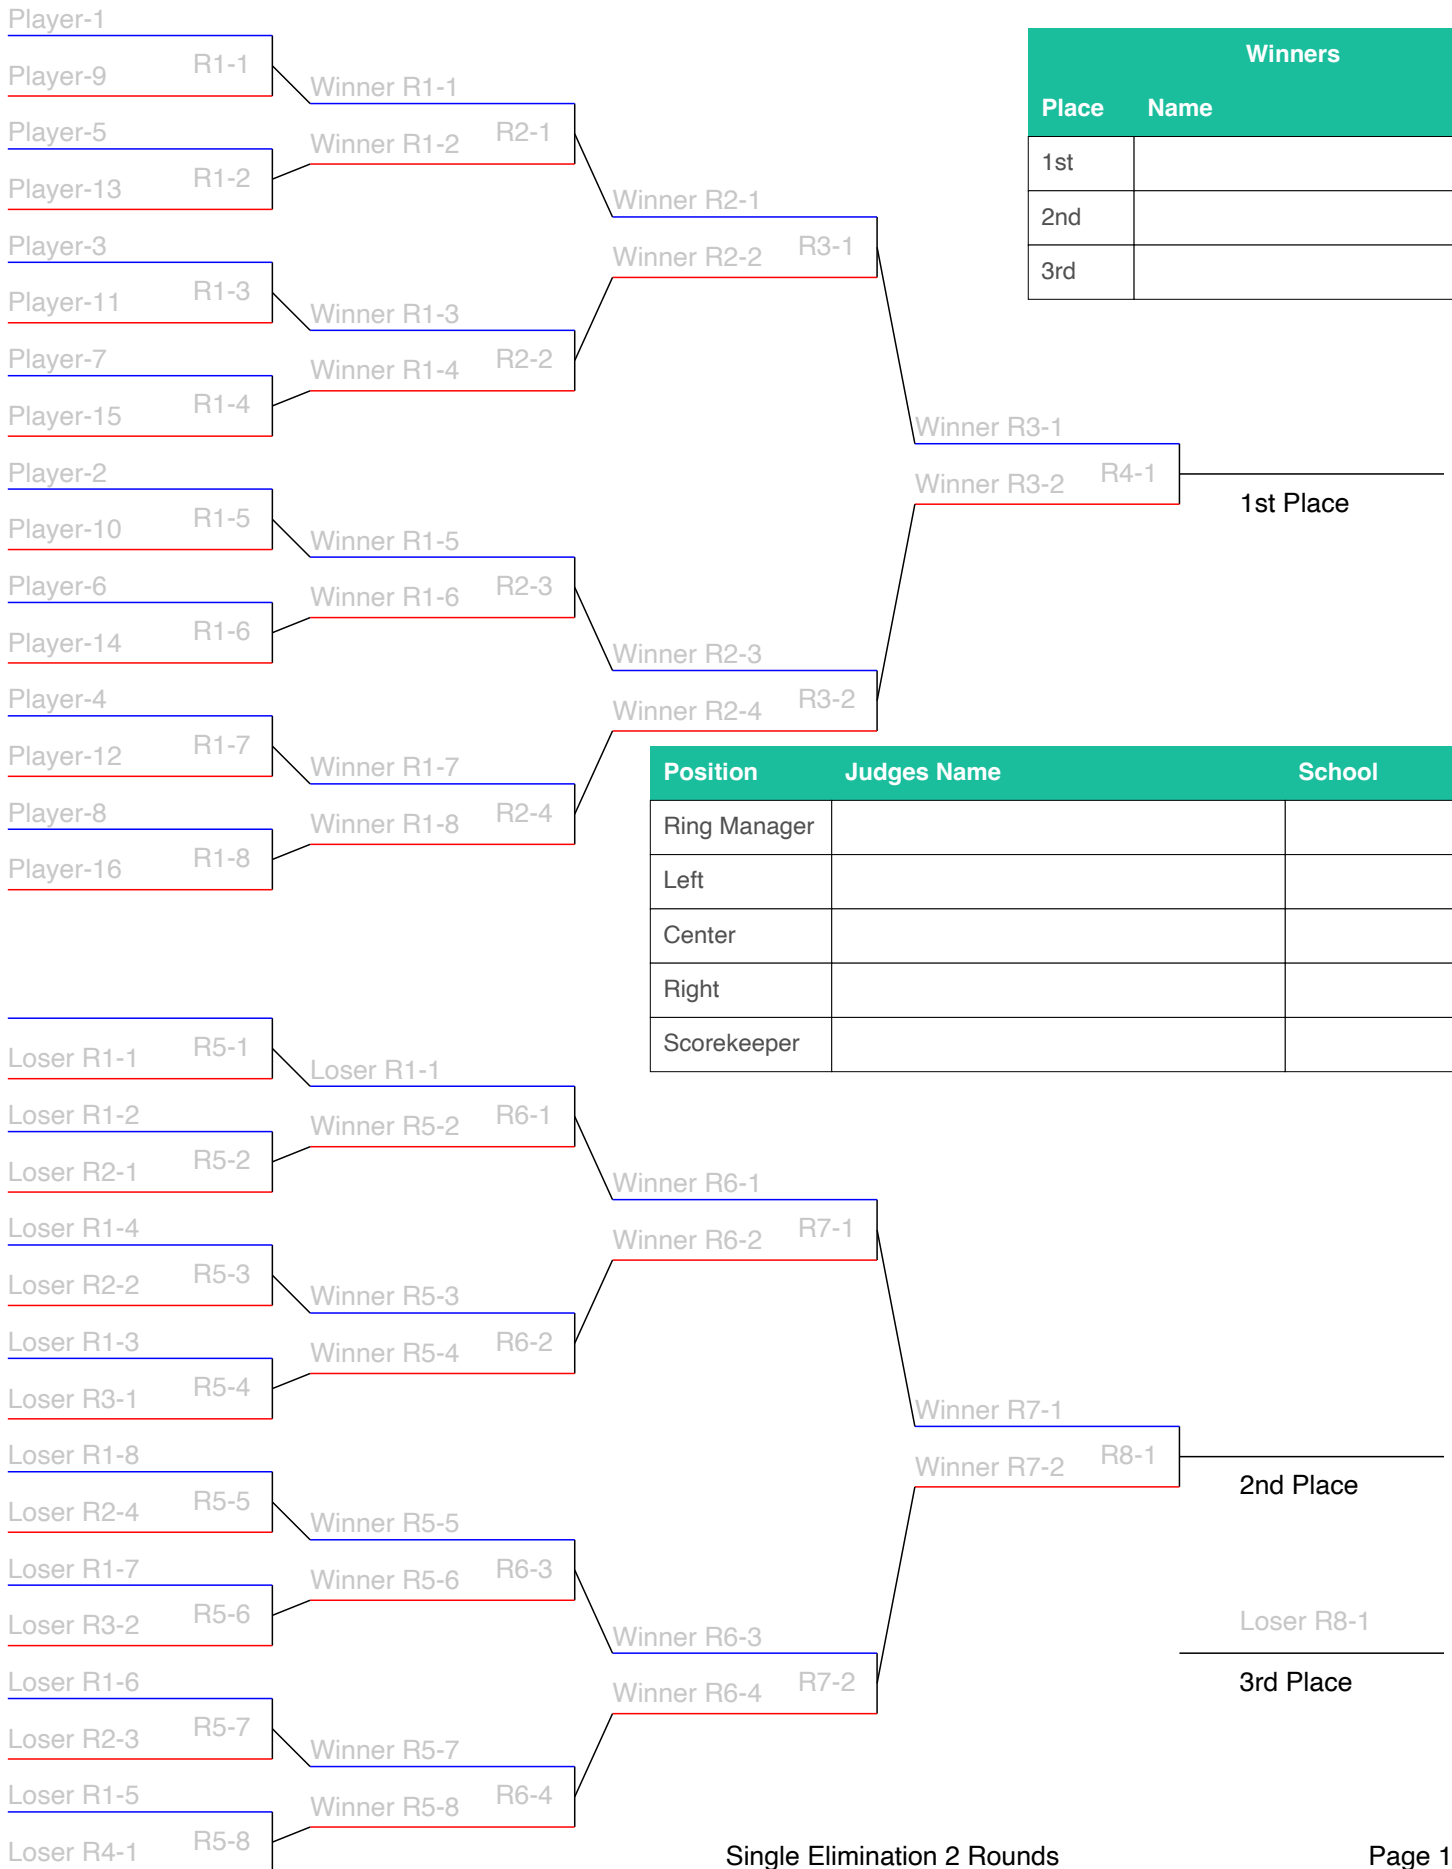 Player-1
Player-9
R1-1
Player-5
Player-13
R1-2
Player-3
Player-11
R1-3
Player-7
Player-15
R1-4
Player-2
Player-10
R1-5
Player-6
Player-14
R1-6
Player-4
Player-12
R1-7
Player-8
Player-16
R1-8
Winner R1-1
Winner R1-2
R2-1
Winner R1-3
Winner R1-4
R2-2
Winner R1-5
Winner R1-6
R2-3
Winner R1-7
Winner R1-8
R2-4
Winner R2-1
Winner R2-2
R3-1
Winner R2-3
Winner R2-4
R3-2
Winner R3-1
Winner R3-2
R4-1
1st Place
Winners
Place Name
1st
2nd
3rd
Position Judges Name School
Ring Manager
Left
Center
Right
Scorekeeper
Loser R1-1
R5-1
Loser R1-2
Loser R2-1
R5-2
Loser R1-4
Loser R2-2
R5-3
Loser R1-3
Loser R3-1
R5-4
Loser R1-8
Loser R2-4
R5-5
Loser R1-7
Loser R3-2
R5-6
Loser R1-6
Loser R2-3
R5-7
Loser R1-5
Loser R4-1
R5-8
Loser R1-1
Winner R5-2
R6-1
Winner R5-3
Winner R5-4
R6-2
Winner R5-5
Winner R5-6
R6-3
Winner R5-7
Winner R5-8
R6-4
Winner R6-1
Winner R6-2
R7-1
Winner R6-3
Winner R6-4
R7-2
Winner R7-1
Winner R7-2
R8-1
2nd Place
Loser R8-1
3rd Place
Single Elimination 2 Rounds
Page 1